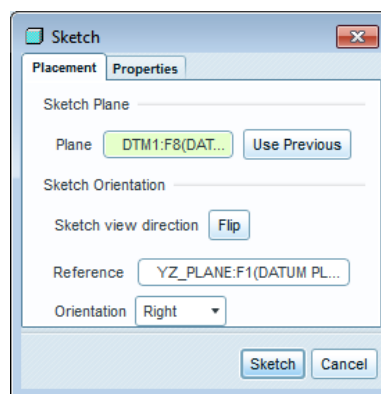 Sketch
Placement Properties
Sketch Plane
Plane DTM1:F8(DAT... Use Previous
Sketch Orientation
Sketch view direction Flip
Reference YZ_PLANE:F1(DATUM PL...
Orientation Right
Sketch Cancel